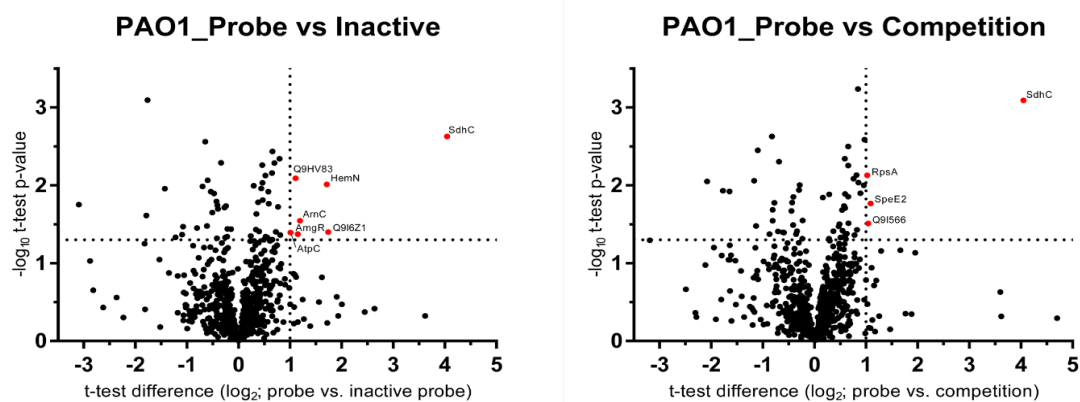 PAO1_Probe vs Inactive
-log10 t-test p-value
3
2
1
0
-3
-2
-1
0
1
2
3
4
5
SdhC
Q9HV83
HemN
ArnC
AmgR
Q9I6Z1
AtpC
t-test difference (log2; probe vs. inactive probe)
PAO1_Probe vs Competition
-log10 t-test p-value
3
2
1
0
-3
-2
-1
0
1
2
3
4
5
SdhC
RpsA
SpeE2
Q9I566
t-test difference (log2; probe vs. competition)